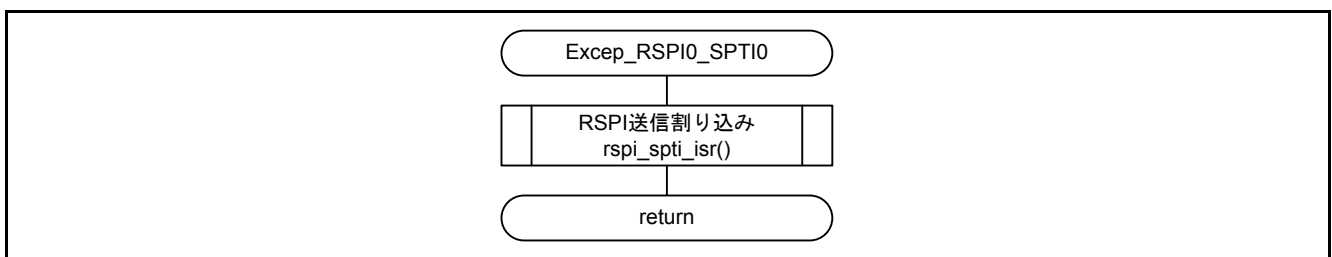 Excep_RSPI0_SPTI0
RSPI送信割り込み
rspi_spti_isr()
return